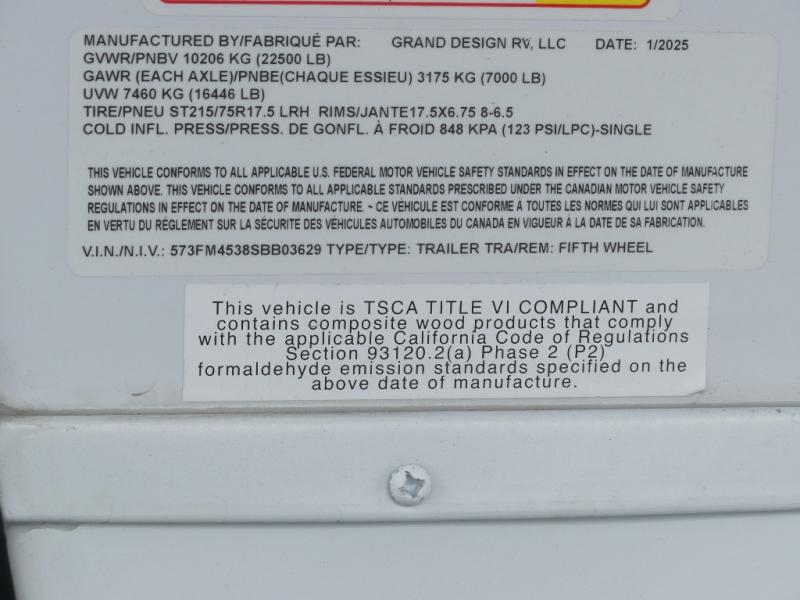 MANUFACTURED BY/FABRIQUÉ PAR: GRAND DESIGN RV, LLC DATE: 1/2025
GVWR/PNBV 10206 KG (22500 LB)
GAWR (EACH AXLE)/PNBE(CHAQUE ESSIEU) 3175 KG (7000 LB)
UVW 7460 KG (16446 LB)
TIRE/PNEU ST215/75R17.5 LRH RIMS/JANTE17.5X6.75 8-6.5
COLD INFL. PRESS/PRESS. DE GONFL. À FROID 848 KPA (123 PSI/LPC)-SINGLE
THIS VEHICLE CONFORMS TO ALL APPLICABLE U.S. FEDERAL MOTOR VEHICLE SAFETY STANDARDS IN EFFECT ON THE DATE OF MANUFACTURE
SHOWN ABOVE. THIS VEHICLE CONFORMS TO ALL APPLICABLE STANDARDS PRESCRIBED UNDER THE CANADIAN MOTOR VEHICLE SAFETY
REGULATIONS IN EFFECT ON THE DATE OF MANUFACTURE. ~ CE VÉHICULE EST CONFORME À TOUTES LES NORMES QUI LUI SONT APPLICABLES
EN VERTU DU RÈGLEMENT SUR LA SÉCURITE DES VÉHICULES AUTOMOBILES DU CANADA EN VIGUEUR À LA DATE DE SA FABRICATION.
V.I.N./N.I.V.: 573FM4538SBB03629 TYPE/TYPE: TRAILER TRA/REM: FIFTH WHEEL
This vehicle is TSCA TITLE VI COMPLIANT and
contains composite wood products that comply
with the applicable California Code of Regulations
Section 93120.2(a) Phase 2 (P2)
formaldehyde emission standards specified on the
above date of manufacture.